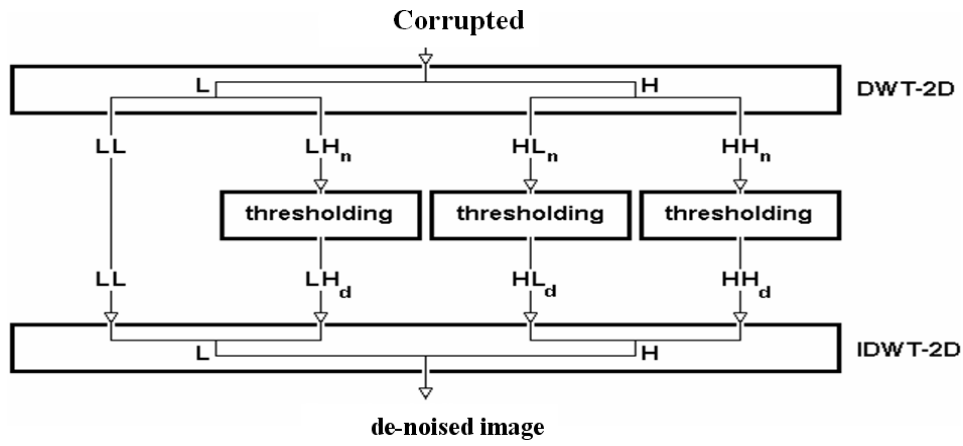 Corrupted
L H DWT-2D
LL LHn HLn HHn
thresholding thresholding thresholding
LL LHd HLd HHd
L H IDWT-2D
de-noised image